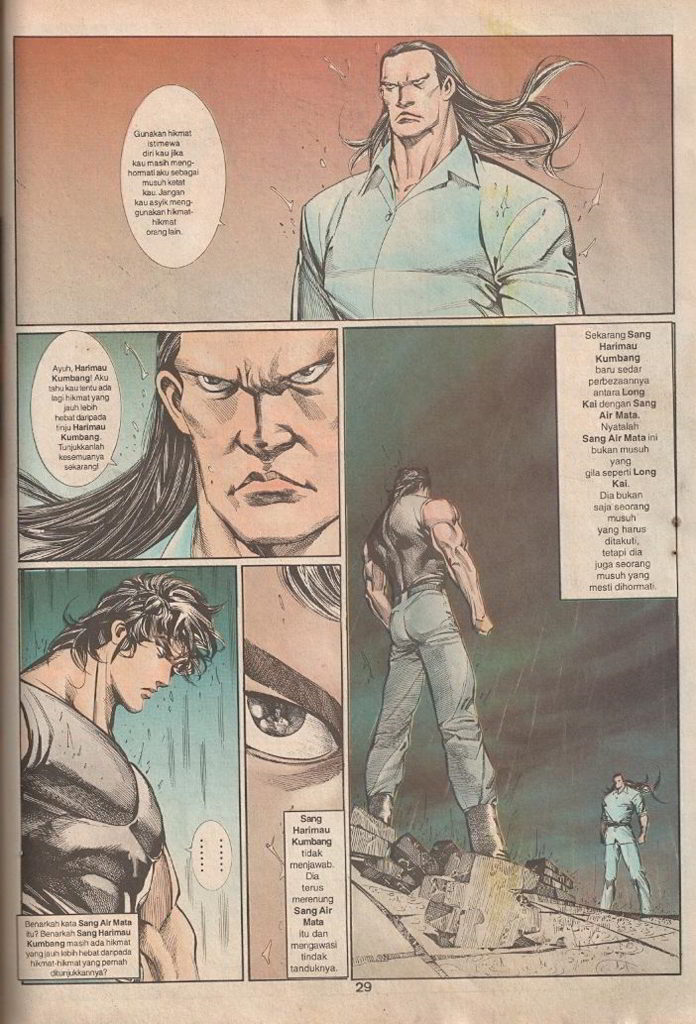 Gunakan hikmat
istimewa
diri kau jika
kau masih meng-
hormati aku sebagai
musuh ketat
kau. Jangan
kau asyik meng-
gunakan hikmat-
hikmat
orang lain.
Ayuh, Harimau
Kumbang! Aku
tahu kau tentu ada
lagi hikmat yang
jauh lebih
hebat daripada
tinju Harimau
Kumbang.
Tunjukkanlah
kesemuanya
sekarang!
Sekarang Sang
Harimau
Kumbang
baru sedar
perbezaannya
antara Long
Kai dengan Sang
Air Mata.
Nyatalah
Sang Air Mata ini
bukan musuh
yang
gila seperti Long
Kai.
Dia bukan
saja seorang
musuh
yang harus
ditakuti,
tetapi dia
juga seorang
musuh yang
mesti dihormati.
Benarkah kata Sang Air Mata
itu? Benarkah Sang Harimau
Kumbang masih ada hikmat
yang jauh lebih hebat daripada
hikmat-hikmat yang pernah
ditunjukkannya?
Sang
Harimau
Kumbang
tidak
menjawab.
Dia
terus
merenung
Sang Air
Mata
itu dan
mengawasi
tindak
tanduknya.
29